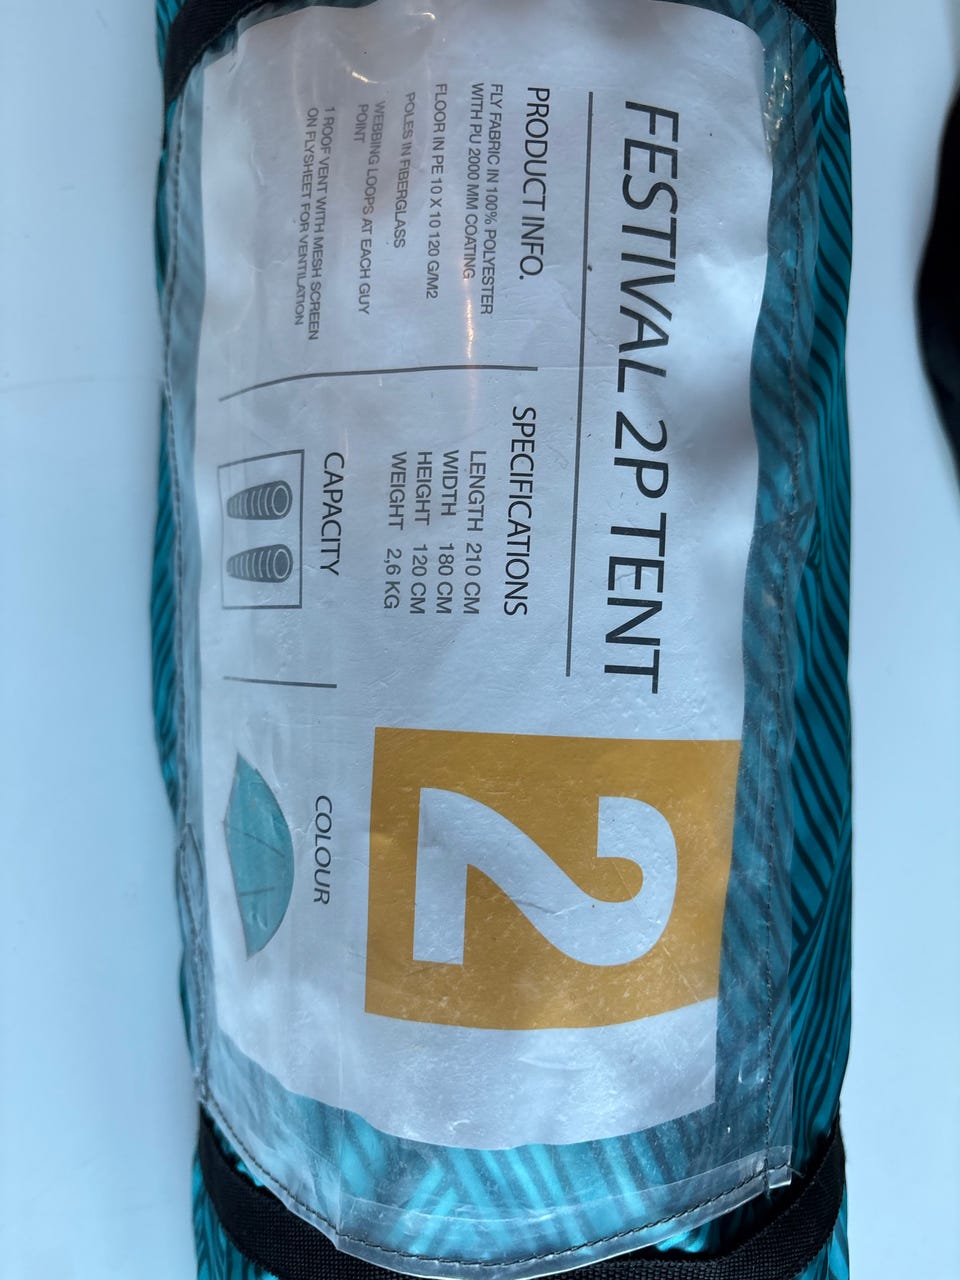 FESTIVAL 2P TENT
PRODUCT INFO.
FLY FABRIC IN 100% POLYESTER
WITH PU 2000 MM COATING
FLOOR IN PE 10 X 10 120 G/M2
POLES IN FIBERGLASS
WEBBING LOOPS AT EACH GUY
POINT
1 ROOF VENT WITH MESH SCREEN
ON FLYSHEET FOR VENTILATION
SPECIFICATIONS
LENGTH 210 CM
WIDTH 180 CM
HEIGHT 120 CM
WEIGHT 2,6 KG
CAPACITY
2
COLOUR